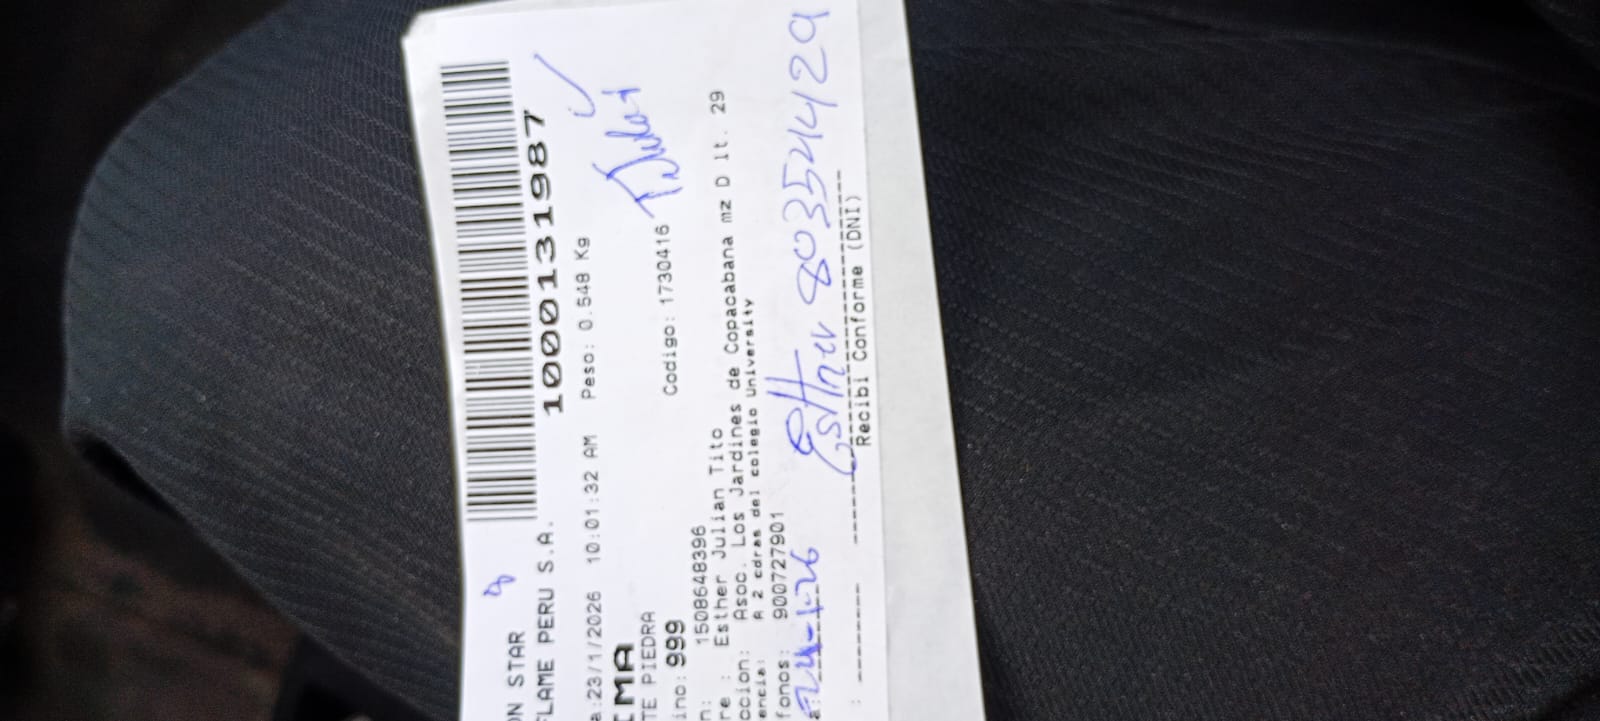 ON STAR
FLAME PERU S.A.
1000131987
a:23/1/2026 10:01:32 AM Peso: 0.548 Kg
IMA
TE PIEDRA
ino: 999 Codigo: 1730416
n: 1508648396
re : Esther Julian Tito
ccion: Asoc. Los Jardines de Copacabana mz D lt. 29
encia: A 2 cdras del colegio University
fonos: 900727901
a: 24-1-26
Esther 80354429
Recibi Conforme (DNI)